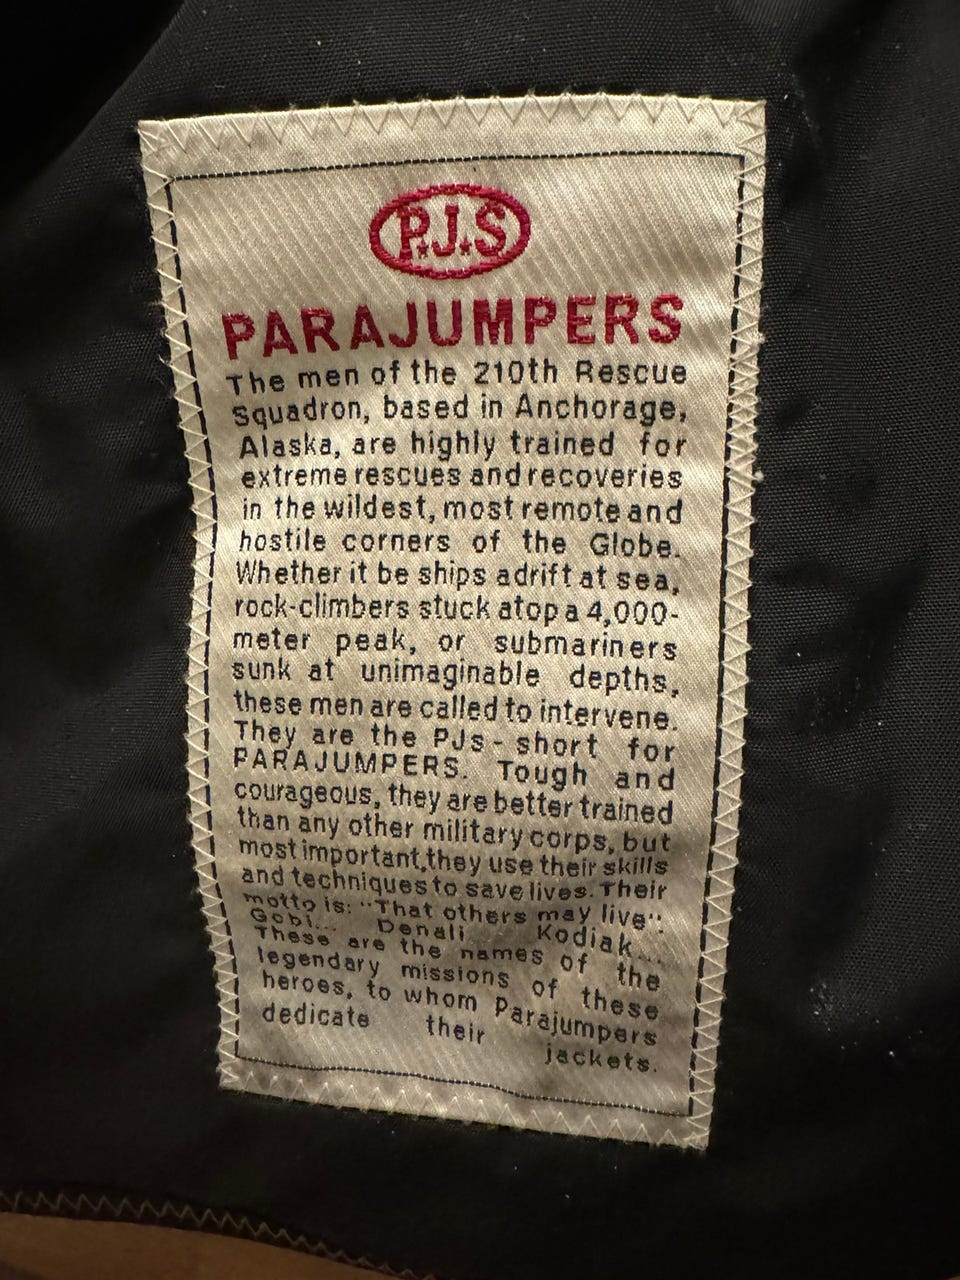 P.J.S
PARAJUMPERS
The men of the 210th Rescue
Squadron, based in Anchorage,
Alaska, are highly trained for
extreme rescues and recoveries
in the wildest, most remote and
hostile corners of the Globe.
Whether it be ships adrift at sea,
rock-climbers stuck atop a 4,000-
meter peak, or submariners
sunk at unimaginable depths,
these men are called to intervene.
They are the PJs - short for
PARAJUMPERS. Tough and
courageous, they are better trained
than any other military corps, but
most important,they use their skills
and techniques to save lives. Their
motto is: "That others may live".
Gobi... Denali Kodiak...
These are the names of the
legendary missions of these
heroes, to whom Parajumpers
dedicate their jackets.